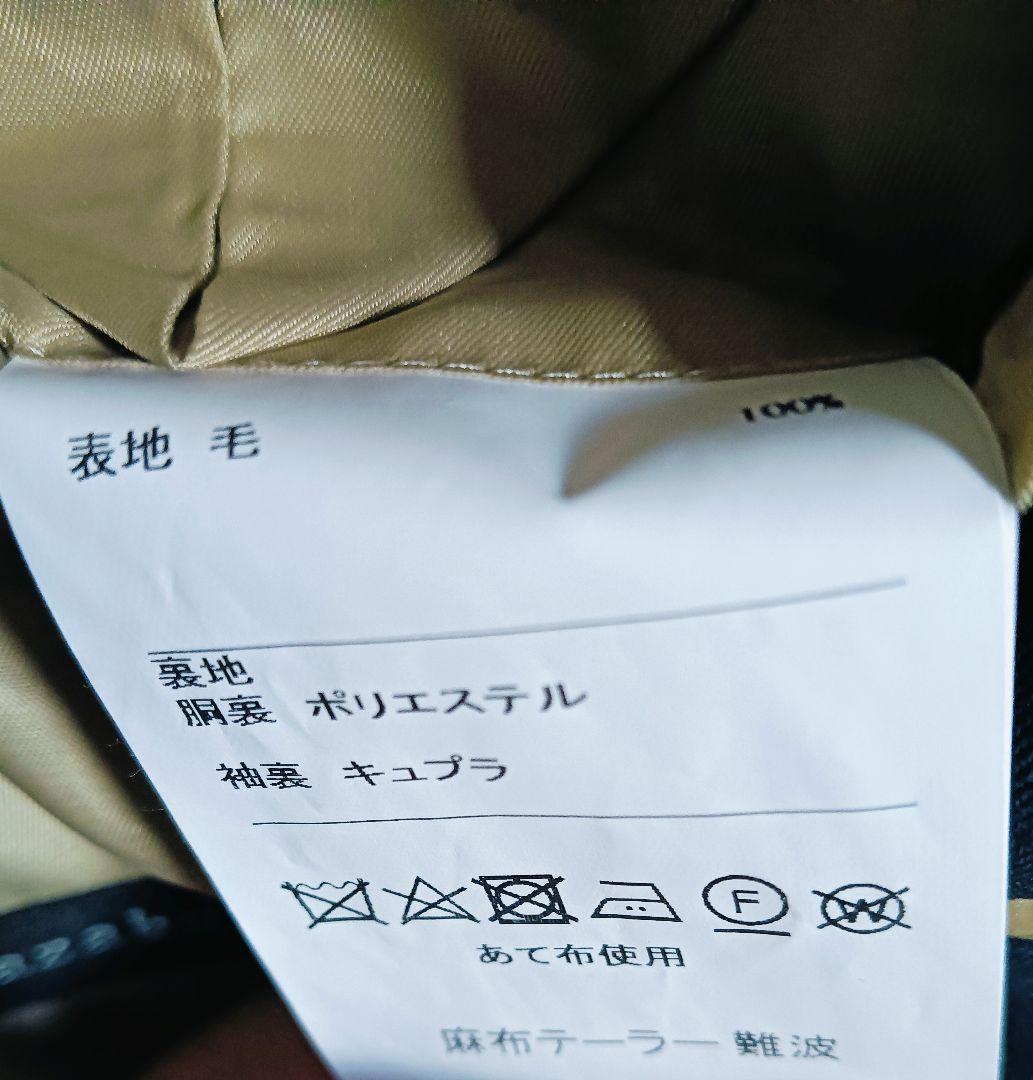 表地 毛 100%
裏地
胴裏 ポリエステル
袖裏 キュプラ
F W
あて布使用
麻布テーラー難波